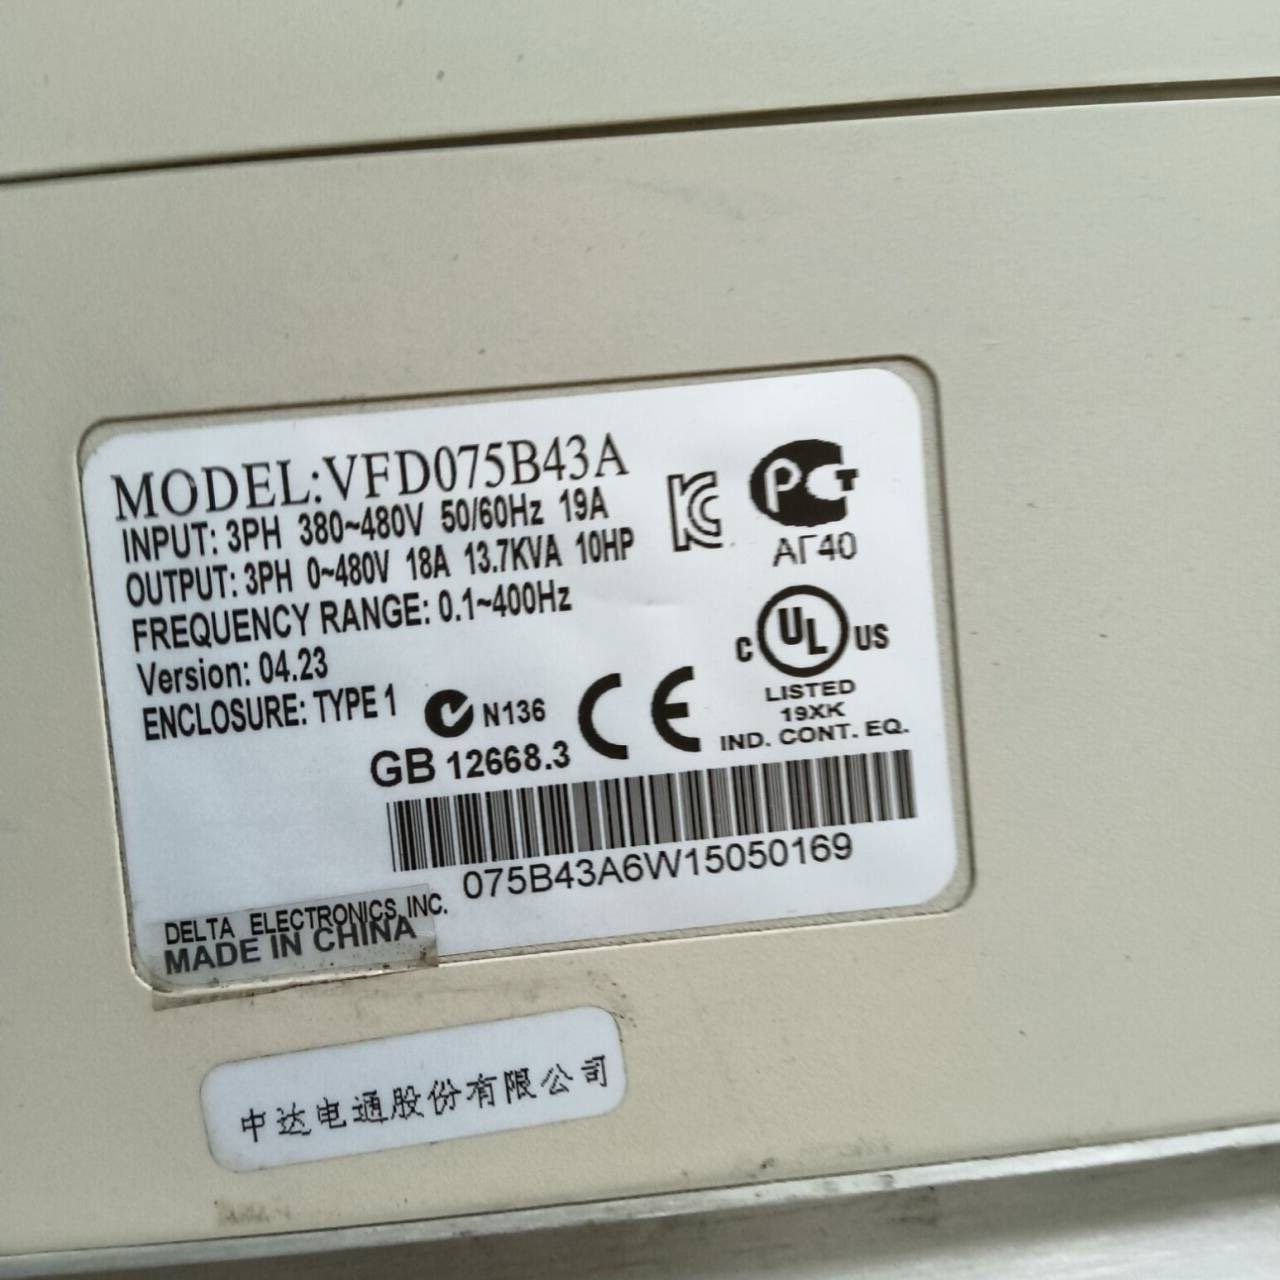 MODEL:VFD075B43A
INPUT: 3PH 380~480V 50/60Hz 19A
OUTPUT: 3PH 0~480V 18A 13.7KVA 10HP
FREQUENCY RANGE: 0.1~400Hz
Version: 04.23
ENCLOSURE: TYPE 1
N136
GB 12668.3
CE
KC
PCT
АГ40
C UL US
LISTED
19XK
IND. CONT. EQ.
075B43A6W15050169
DELTA ELECTRONICS, INC.
MADE IN CHINA
中达电通股份有限公司